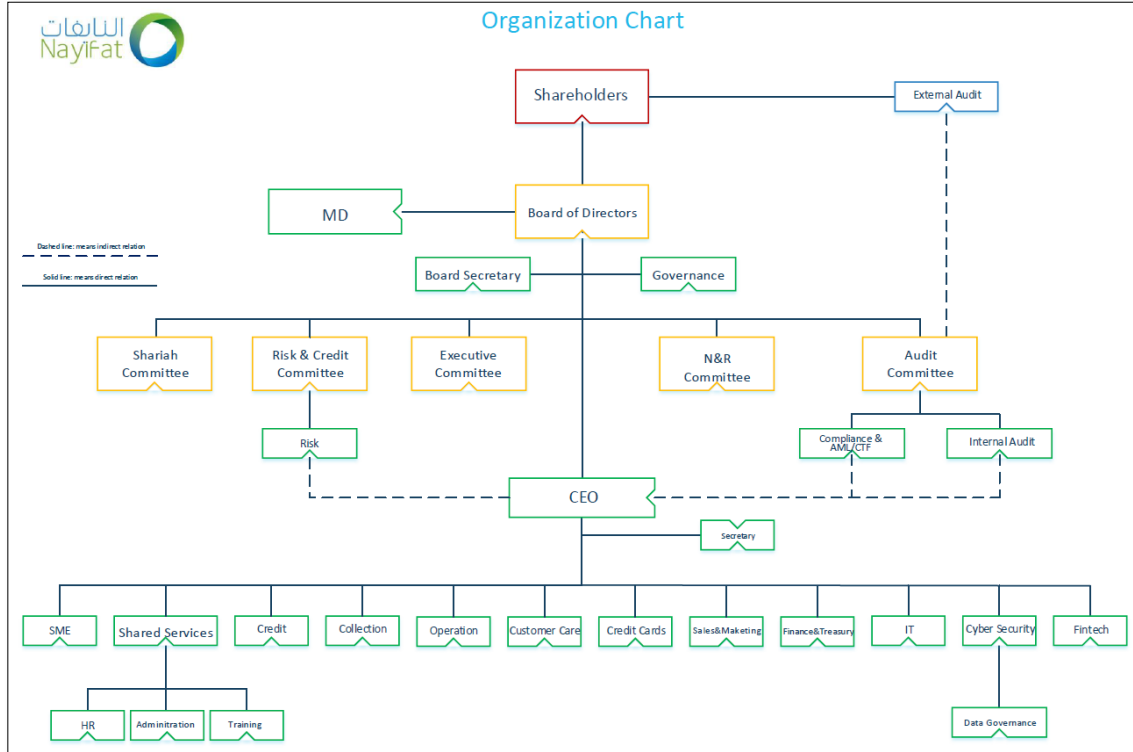 النايفات
NayiFat
Organization Chart
Shareholders
External Audit
MD
Board of Directors
Dashed line: means indirect relation
Solid line: means direct relation
Board Secretary
Governance
Shariah
Committee
Risk & Credit
Committee
Executive
Committee
N&R
Committee
Audit
Committee
Risk
Compliance &
AML/CTF
Internal Audit
CEO
Secretary
SME
Shared Services
Credit
Collection
Operation
Customer Care
Credit Cards
Sales&Maketing
Finance&Treasury
IT
Cyber Security
Fintech
HR
Adminitration
Training
Data Governance